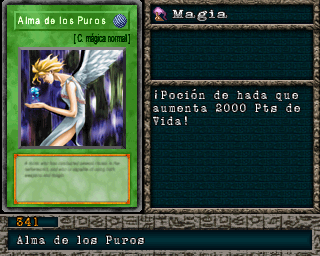 Alma de los Puros
[C. mágica normal]
Magia
¡Poción de hada que
aumenta 2000 Pts de
Vida!
341
Alma de los Puros